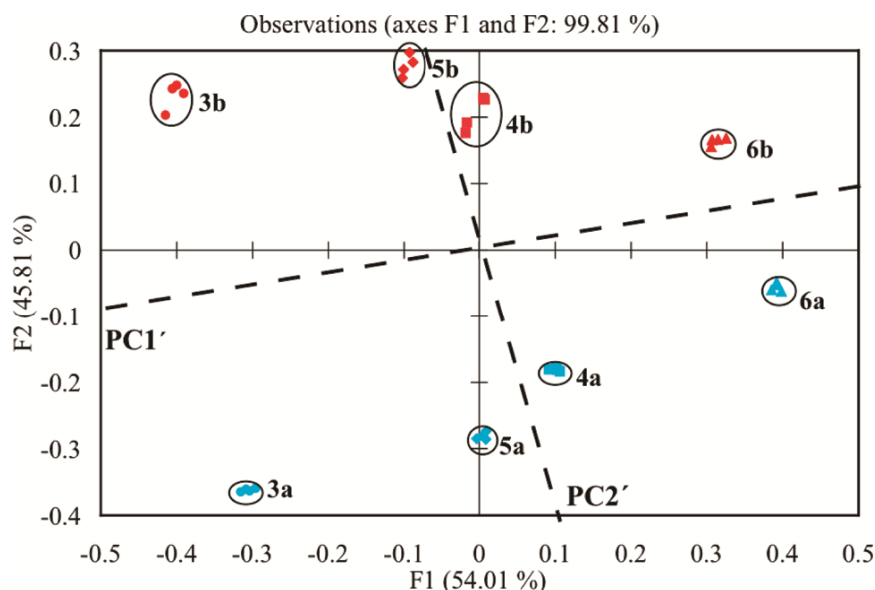 Observations (axes F1 and F2: 99.81 %)
0.3
0.2
0.1
0
-0.1
-0.2
-0.3
-0.4
F2 (45.81 %)
3b
5b
4b
6b
6a
4a
5a
3a
PC1´
PC2´
-0.5 -0.4 -0.3 -0.2 -0.1 0 0.1 0.2 0.3 0.4 0.5
F1 (54.01 %)